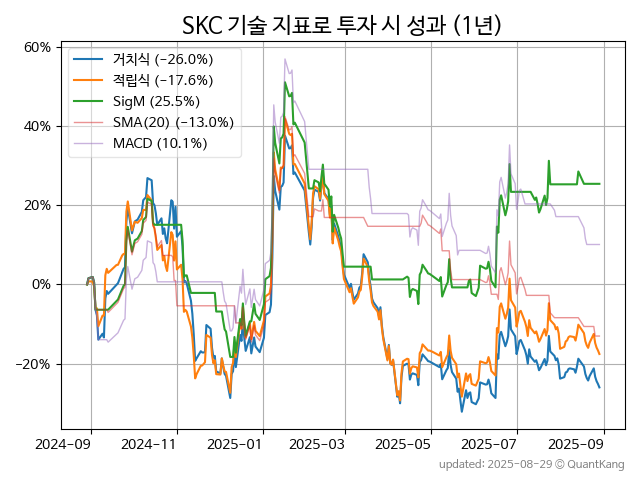 SKC 기술 지표로 투자 시 성과 (1년)
60%
40%
20%
0%
−20%
거치식 (−26.0%)
적립식 (−17.6%)
SigM (25.5%)
SMA(20) (−13.0%)
MACD (10.1%)
2024-09 2024-11 2025-01 2025-03 2025-05 2025-07 2025-09
updated: 2025-08-29 © QuantKang